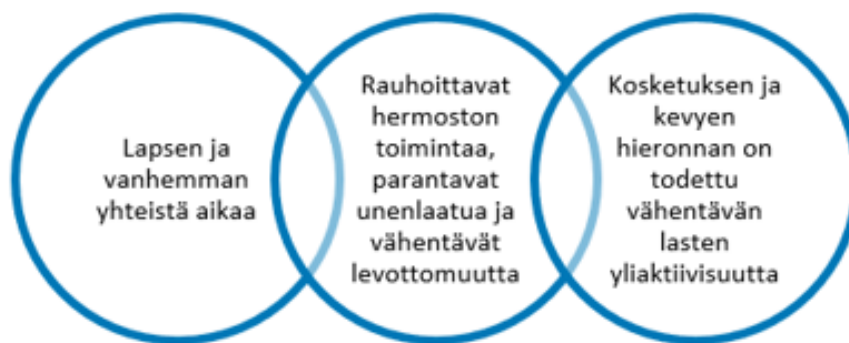 Lapsen ja
vanhemman
yhteistä aikaa
Rauhoittavat
hermoston
toimintaa,
parantavat
unenlaatua ja
vähentävät
levottomuutta
Kosketuksen ja
kevyen
hieronnan on
todettu
vähentävän
lasten
yliaktiivisuutta